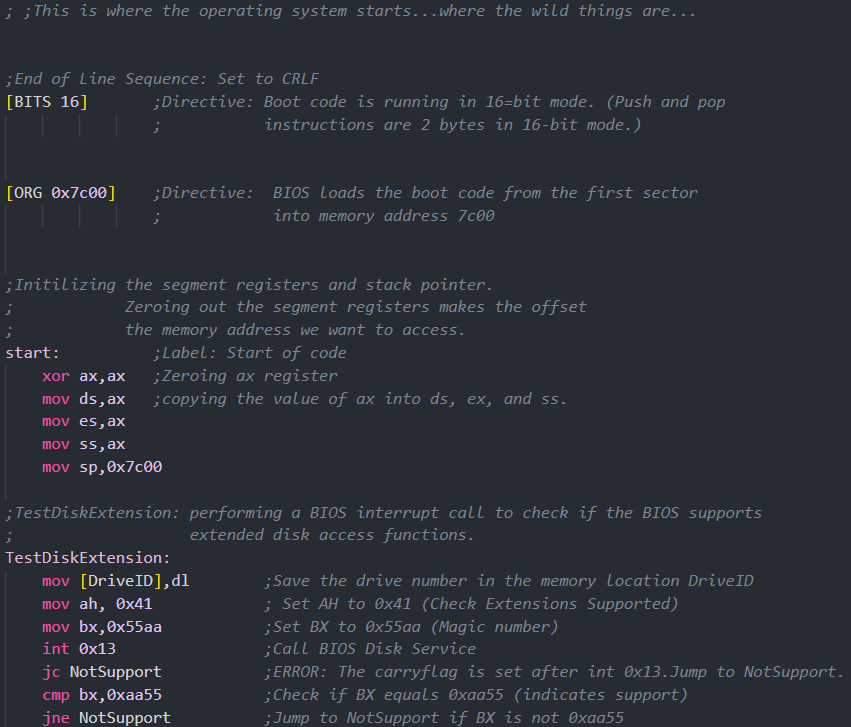 ; ;This is where the operating system starts...where the wild things are...
;End of Line Sequence: Set to CRLF
[BITS 16]       ;Directive: Boot code is running in 16=bit mode. (Push and pop
;           instructions are 2 bytes in 16-bit mode.)
[ORG 0x7c00]    ;Directive:  BIOS loads the boot code from the first sector
;            into memory address 7c00
;Initilizing the segment registers and stack pointer.
;            Zeroing out the segment registers makes the offset
;            the memory address we want to access.
start:          ;Label: Start of code
xor ax,ax   ;Zeroing ax register
mov ds,ax   ;copying the value of ax into ds, ex, and ss.
mov es,ax
mov ss,ax
mov sp,0x7c00
;TestDiskExtension: performing a BIOS interrupt call to check if the BIOS supports
;                   extended disk access functions.
TestDiskExtension:
mov [DriveID],dl        ;Save the drive number in the memory location DriveID
mov ah, 0x41            ; Set AH to 0x41 (Check Extensions Supported)
mov bx,0x55aa           ;Set BX to 0x55aa (Magic number)
int 0x13                ;Call BIOS Disk Service
jc NotSupport           ;ERROR: The carryflag is set after int 0x13.Jump to NotSupport.
cmp bx,0xaa55           ;Check if BX equals 0xaa55 (indicates support)
jne NotSupport          ;Jump to NotSupport if BX is not 0xaa55